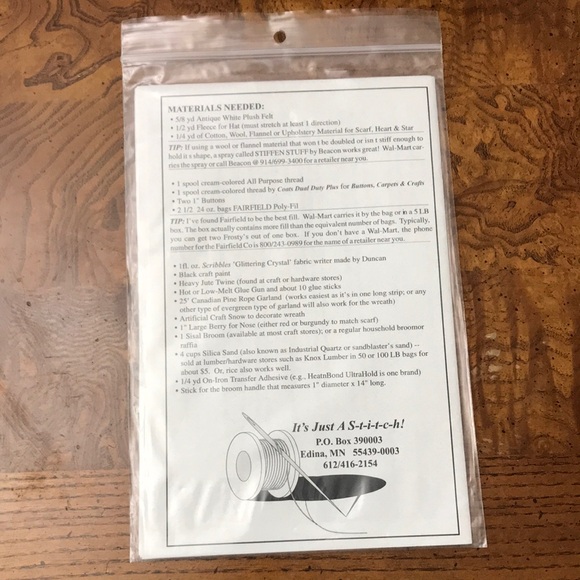 MATERIALS NEEDED:
• 5/8 yd Antique White Plush Felt
• 1/2 yd Fleece for Hat (must stretch at least 1 direction)
• 1/4 yd of Cotton, Wool, Flannel or Upholstery Material for Scarf, Heart & Star
TIP: If using a wool or flannel material that won t be doubled or isn t stiff enough to
hold it s shape, a spray called STIFFEN STUFF by Beacon works great! Wal-Mart car-
ries the spray or call Beacon @ 914/699-3400 for a retailer near you.
• 1 spool cream-colored All Purpose thread
• 1 spool cream-colored thread by Coats Dual Duty Plus for Buttons, Carpets & Crafts
• Two 1" Buttons
• 2 1/2 24 oz. bags FAIRFIELD Poly-Fil
TIP: I've found Fairfield to be the best fill. Wal-Mart carries it by the bag or in a 5 LB
box. The box actually contains more fill than the equivalent number of bags. Typically,
you can get two Frosty's out of one box. If you don't have a Wal-Mart, the phone
number for the Fairfield Co is 800/243-0989 for the name of a retailer near you.
• 1fl. oz. Scribbles "Glittering Crystal" fabric writer made by Duncan
• Black craft paint
• Heavy Jute Twine (found at craft or hardware stores)
• Hot or Low-Melt Glue Gun and about 10 glue sticks
• 25' Canadian Pine Rope Garland (works easiest as it's in one long strip; or any
other type of evergreen type of garland will also work for the wreath)
• Artificial Craft Snow to decorate wreath
• 1" Large Berry for Nose (either red or burgundy to match scarf)
• 1 Sisal Broom (available at most craft stores); or a regular household broomor
raffia
• 4 cups Silica Sand (also known as Industrial Quartz or sandblaster's sand) --
sold at lumber/hardware stores such as Knox Lumber in 50 or 100 LB bags for
about $5. Or, rice also works well.
• 1/4 yd On-Iron Transfer Adhesive (e.g., HeatnBond UltraHold is one brand)
• Stick for the broom handle that measures 1" diameter x 14" long.
It's Just A S-t-i-t-c-h!
P.O. Box 390003
Edina, MN 55439-0003
612/416-2154